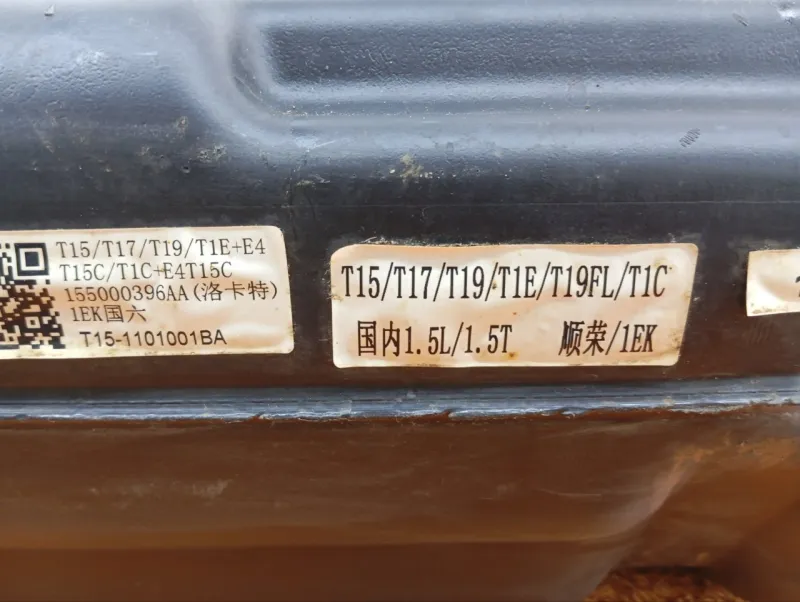 T15/T17/T19/T1E+E4
T15C/T1C+E4T15C
155000396AA(洛卡特)
1EK国六
T15-1101001BA
T15/T17/T19/T1E/T19FL/T1C
国内1.5L/1.5T 顺荣/1EK